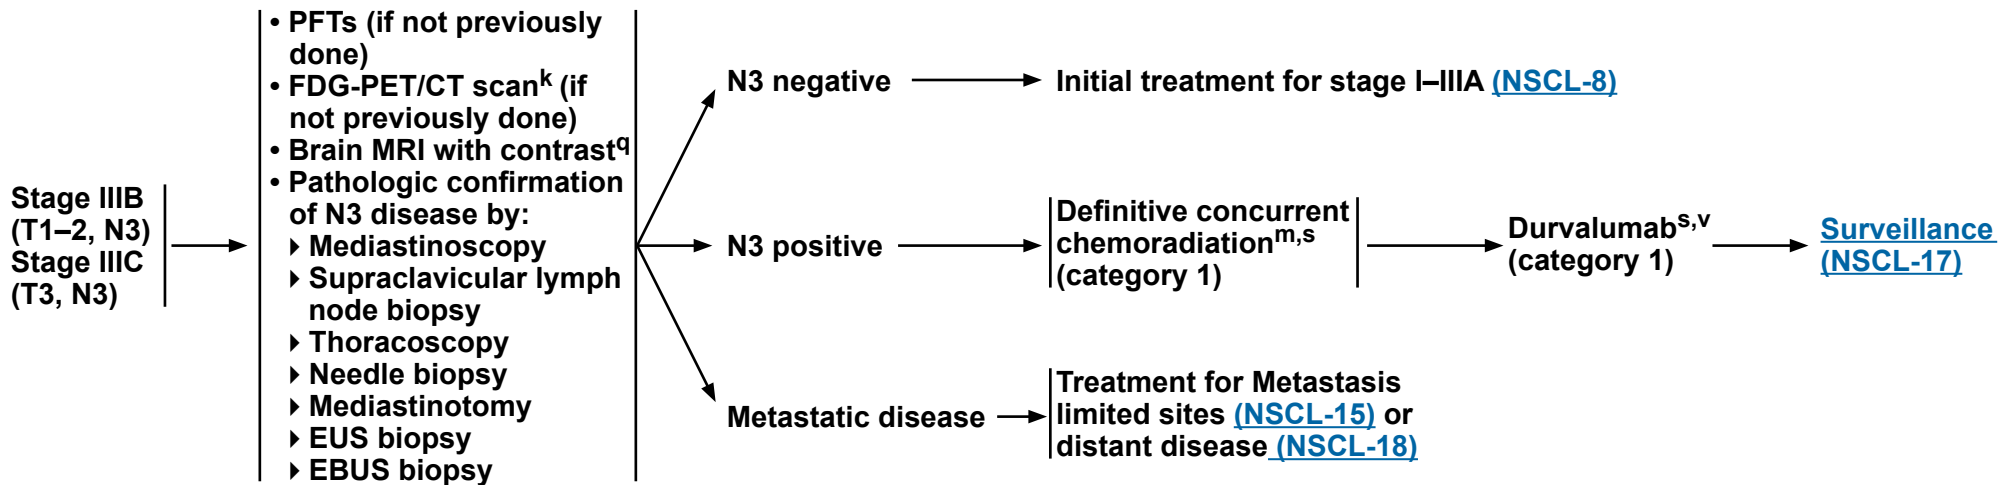 Stage IIIB
(T1–2, N3)
Stage IIIC
(T3, N3)
• PFTs (if not previously
done)
• FDG-PET/CT scank (if
not previously done)
• Brain MRI with contrastq
• Pathologic confirmation
of N3 disease by:
▸ Mediastinoscopy
▸ Supraclavicular lymph
node biopsy
▸ Thoracoscopy
▸ Needle biopsy
▸ Mediastinotomy
▸ EUS biopsy
▸ EBUS biopsy
N3 negative
Initial treatment for stage I–IIIA (NSCL-8)
N3 positive
Definitive concurrent
chemoradiationm,s
(category 1)
Durvalumabs,v
(category 1)
Surveillance
(NSCL-17)
Metastatic disease
Treatment for Metastasis
limited sites (NSCL-15) or
distant disease (NSCL-18)